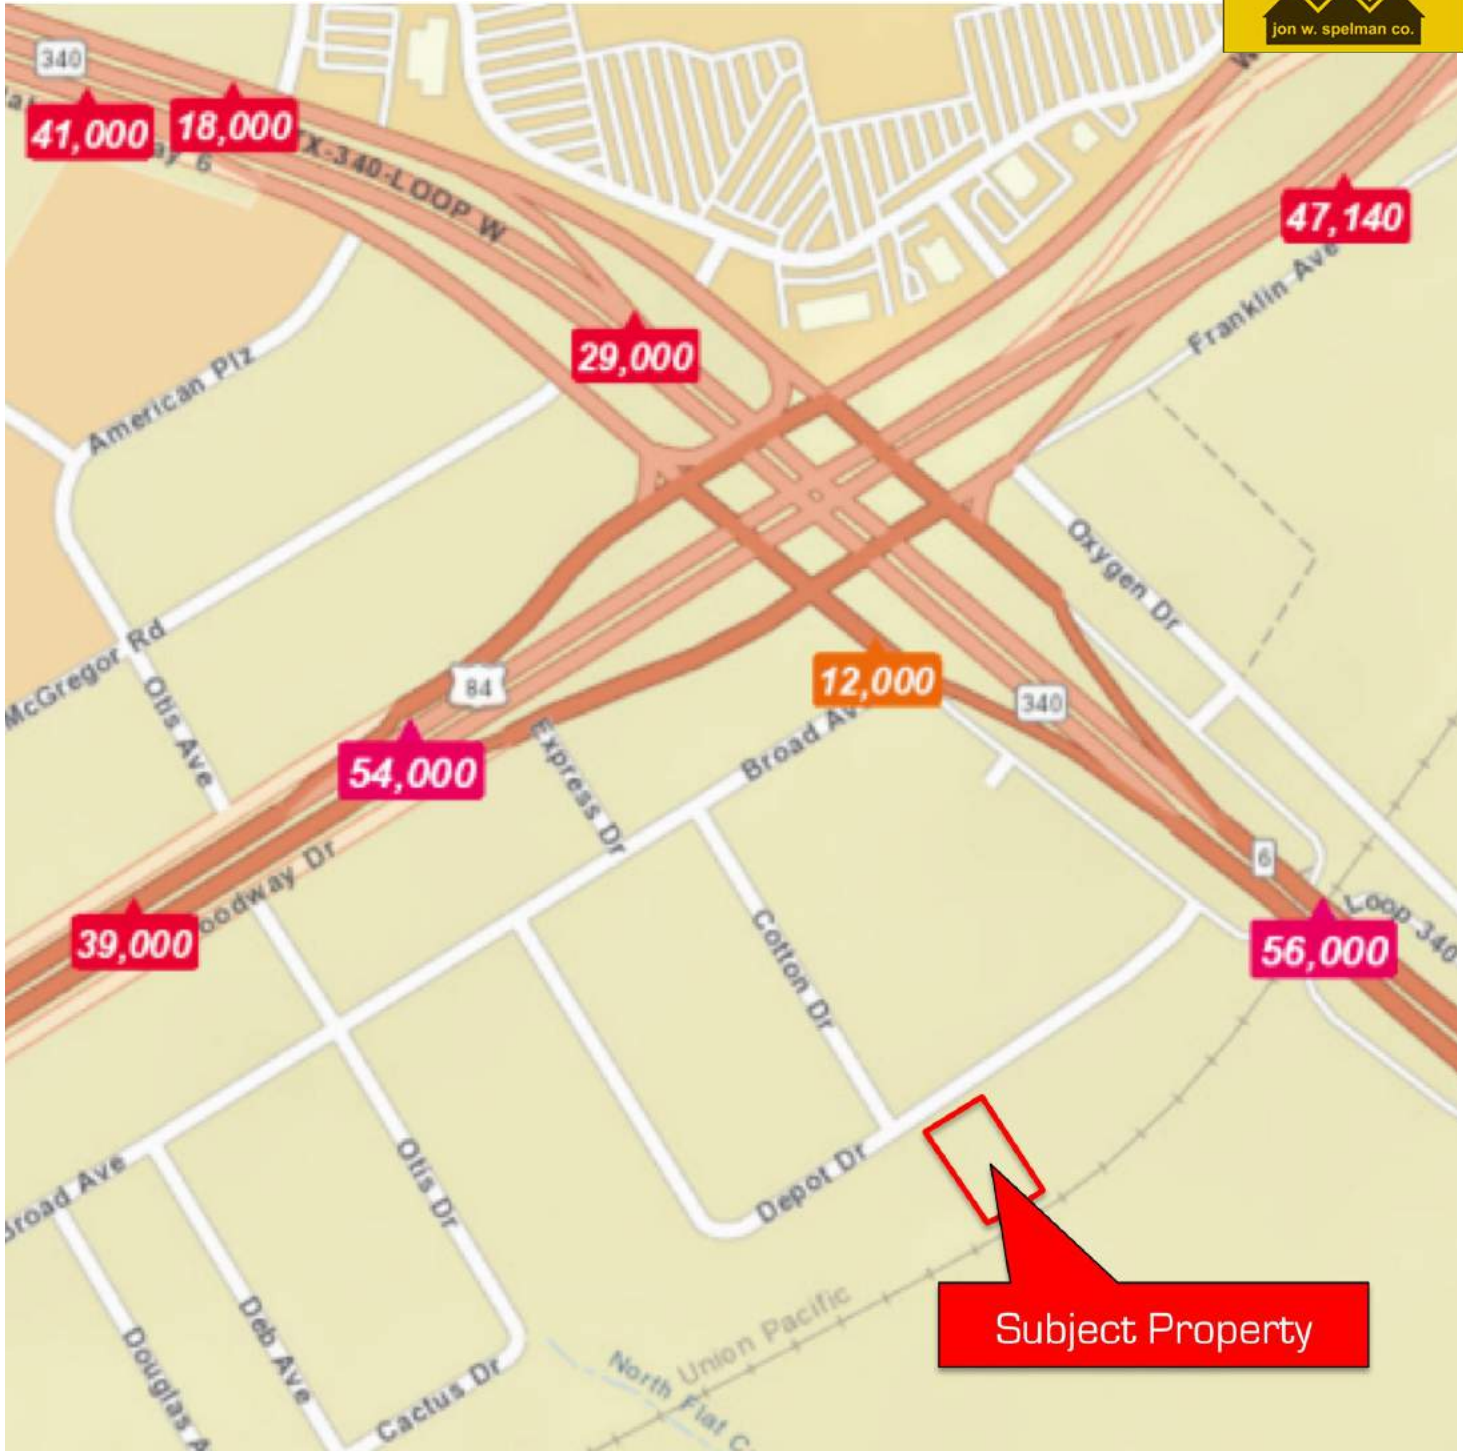 jon w. spelman co.
340
41,000
18,000
TX-340-LOOP W
47,140
Franklin Ave
29,000
American Plz
Oxygen Dr
McGregor Rd
Otis Ave
84
12,000
340
Express Dr
Broad Av
54,000
6
oodway Dr
39,000
Cotton Dr
Loop 340
56,000
Otis Dr
Depot Dr
Broad Ave
Deb Ave
Subject Property
Union Pacific
North Flat C
Douglas A
Cactus Dr